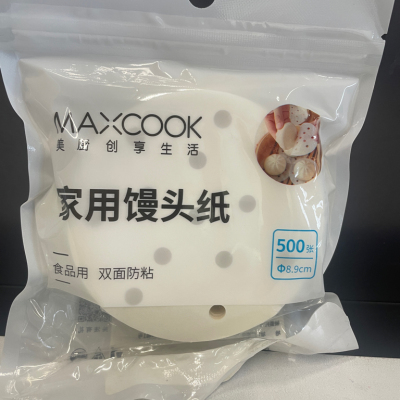 MAXCOOK
美厨 创享生活
家用馒头纸
食品用 双面防粘
500张
Φ8.9cm